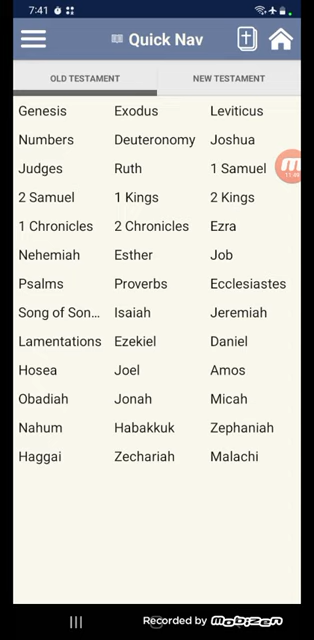 7:41
Quick Nav
OLD TESTAMENT NEW TESTAMENT
Genesis Exodus Leviticus
Numbers Deuteronomy Joshua
Judges Ruth 1 Samuel
2 Samuel 1 Kings 2 Kings
1 Chronicles 2 Chronicles Ezra
Nehemiah Esther Job
Psalms Proverbs Ecclesiastes
Song of Son... Isaiah Jeremiah
Lamentations Ezekiel Daniel
Hosea Joel Amos
Obadiah Jonah Micah
Nahum Habakkuk Zephaniah
Haggai Zechariah Malachi
Recorded by mobizen